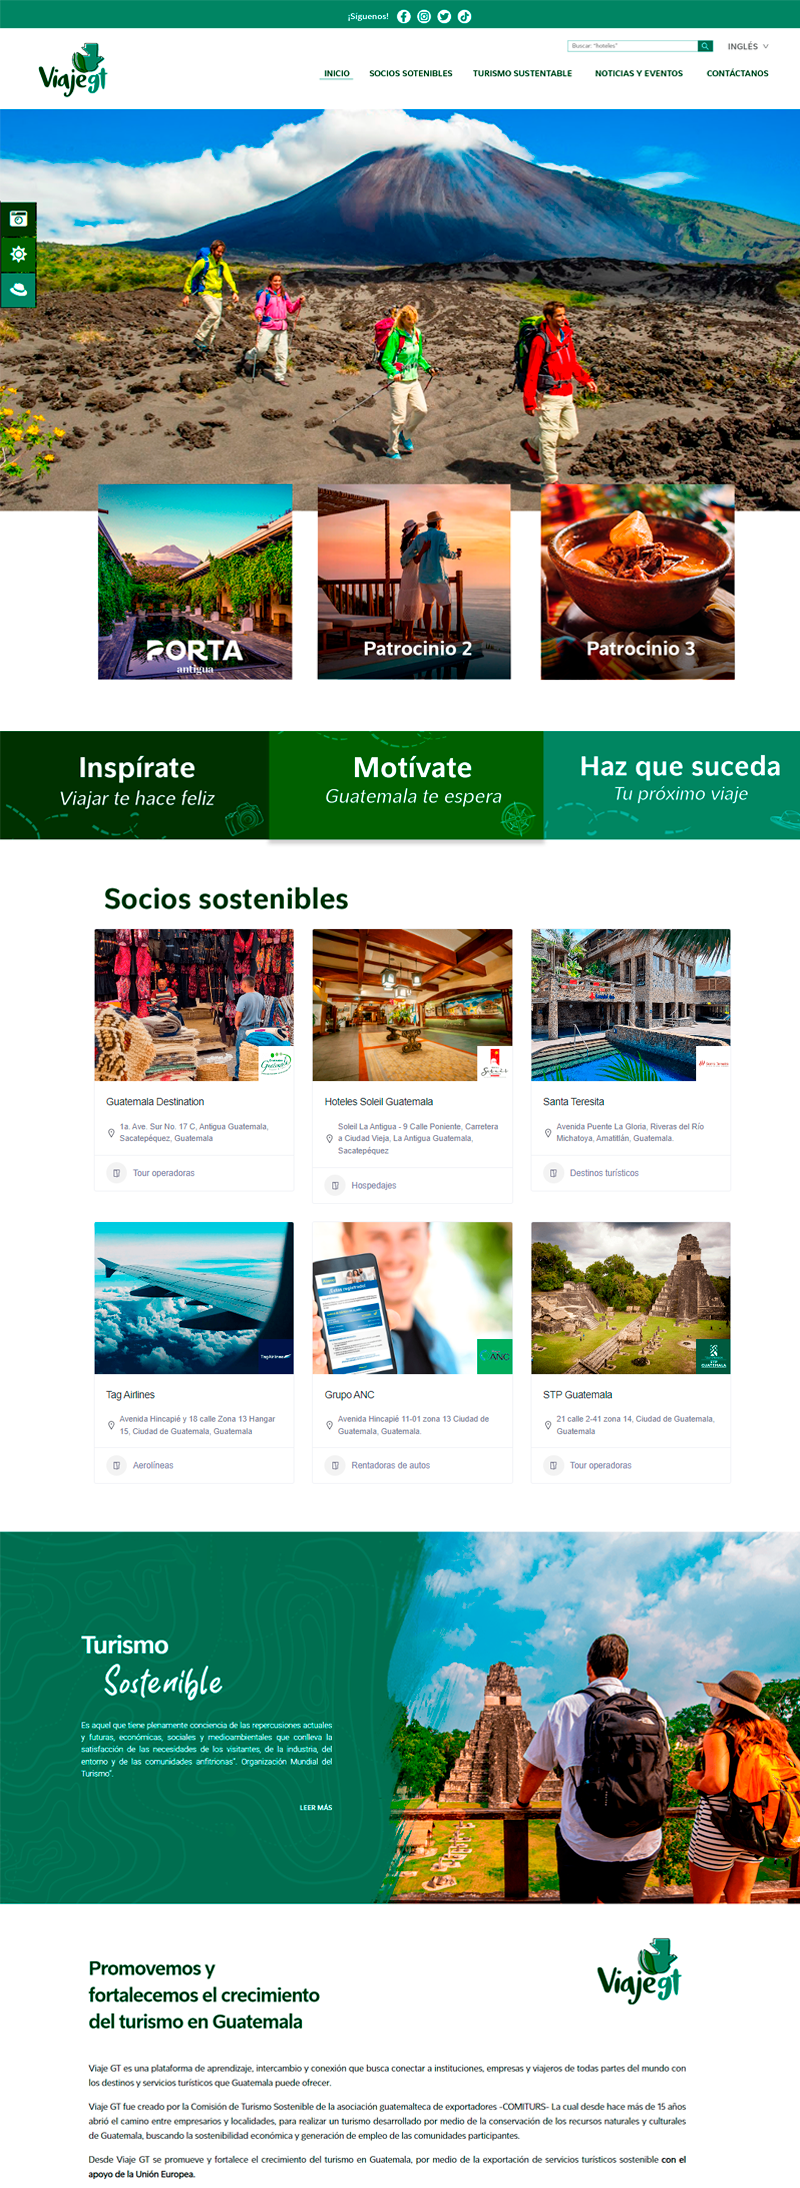 ¡Síguenos!
Buscar: "hoteles"
INGLÉS
Viajegt
INICIO SOCIOS SOTENIBLES TURISMO SUSTENTABLE NOTICIAS Y EVENTOS CONTÁCTANOS
PORTA
antigua
Patrocinio 2
Patrocinio 3
Inspírate
Viajar te hace feliz
Motívate
Guatemala te espera
Haz que suceda
Tu próximo viaje
Socios sostenibles
Guatemala Destination
1a. Ave. Sur No. 17 C, Antigua Guatemala,
Sacatepéquez, Guatemala
Tour operadoras
Hoteles Soleil Guatemala
Soleil La Antigua - 9 Calle Poniente, Carretera
a Ciudad Vieja, La Antigua Guatemala,
Sacatepéquez
Hospedajes
Santa Teresita
Avenida Puente La Gloria, Riveras del Río
Michatoya, Amatitlán, Guatemala.
Destinos turísticos
TagAirlines
Tag Airlines
Avenida Hincapié y 18 calle Zona 13 Hangar
15, Ciudad de Guatemala, Guatemala
Aerolíneas
ANC
Grupo ANC
Avenida Hincapié 11-01 zona 13 Ciudad de
Guatemala, Guatemala.
Rentadoras de autos
STP
GUATEMALA
STP Guatemala
21 calle 2-41 zona 14, Ciudad de Guatemala,
Guatemala
Tour operadoras
Turismo
Sostenible
Es aquel que tiene plenamente conciencia de las repercusiones actuales
y futuras, económicas, sociales y medioambientales que conlleva la
satisfacción de las necesidades de los visitantes, de la industria, del
entorno y de las comunidades anfitrionas". Organización Mundial del
Turismo".
LEER MÁS
Viajegt
Promovemos y
fortalecemos el crecimiento
del turismo en Guatemala
Viaje GT es una plataforma de aprendizaje, intercambio y conexión que busca conectar a instituciones, empresas y viajeros de todas partes del mundo con
los destinos y servicios turísticos que Guatemala puede ofrecer.
Viaje GT fue creado por la Comisión de Turismo Sostenible de la asociación guatemalteca de exportadores -COMITURS- La cual desde hace más de 15 años
abrió el camino entre empresarios y localidades, para realizar un turismo desarrollado por medio de la conservación de los recursos naturales y culturales
de Guatemala, buscando la sostenibilidad económica y generación de empleo de las comunidades participantes.
Desde Viaje GT se promueve y fortalece el crecimiento del turismo en Guatemala, por medio de la exportación de servicios turísticos sostenible con el
apoyo de la Unión Europea.